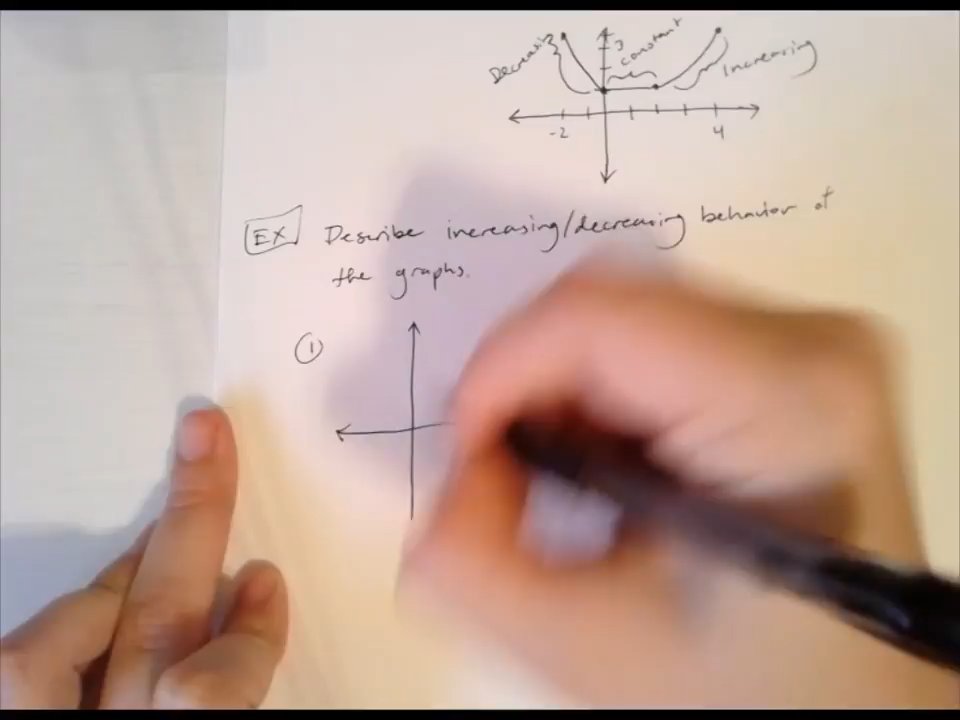 Decreasing
3
constant
Increasing
-2
4
EX Describe increasing/decreasing behavior of
the graphs.
1